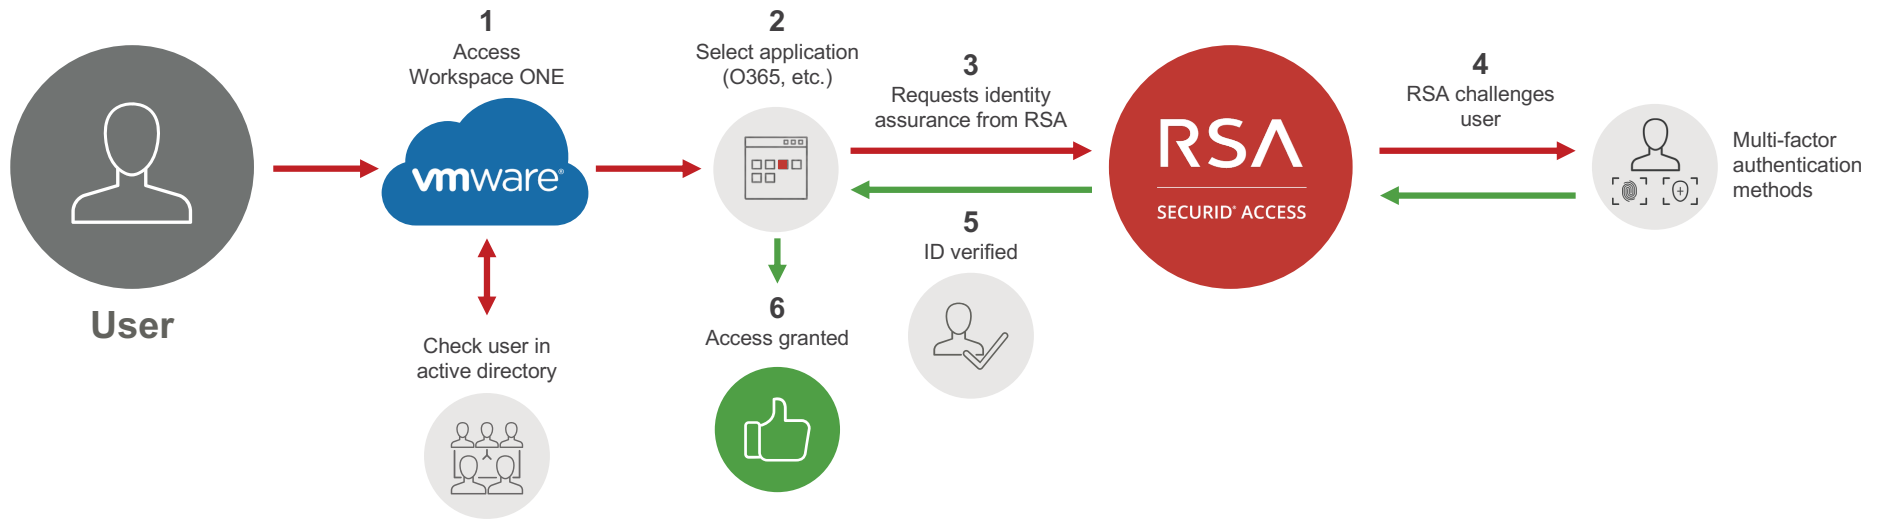 User
1
Access
Workspace ONE
vmware®
Check user in
active directory
2
Select application
(O365, etc.)
3
Requests identity
assurance from RSA
5
ID verified
6
Access granted
RSA
SECURID® ACCESS
4
RSA challenges
user
Multi-factor
authentication
methods